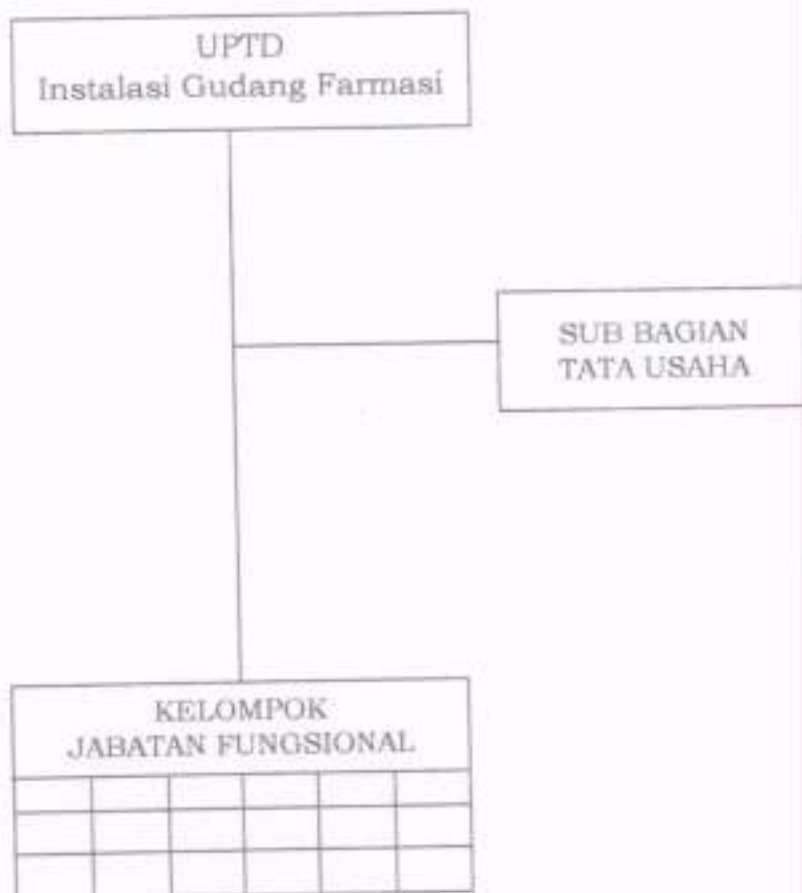 UPTD
Instalasi Gudang Farmasi
SUB BAGIAN
TATA USAHA
KELOMPOK
JABATAN FUNGSIONAL